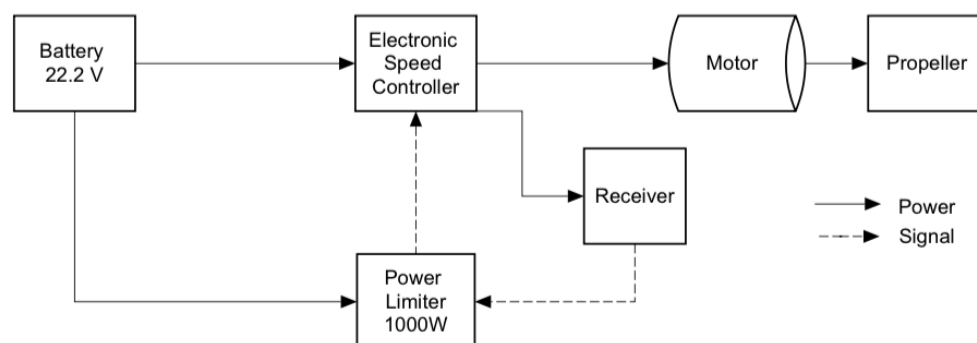 Battery
22.2 V
Electronic
Speed
Controller
Motor
Propeller
Receiver
Power
Signal
Power
Limiter
1000W